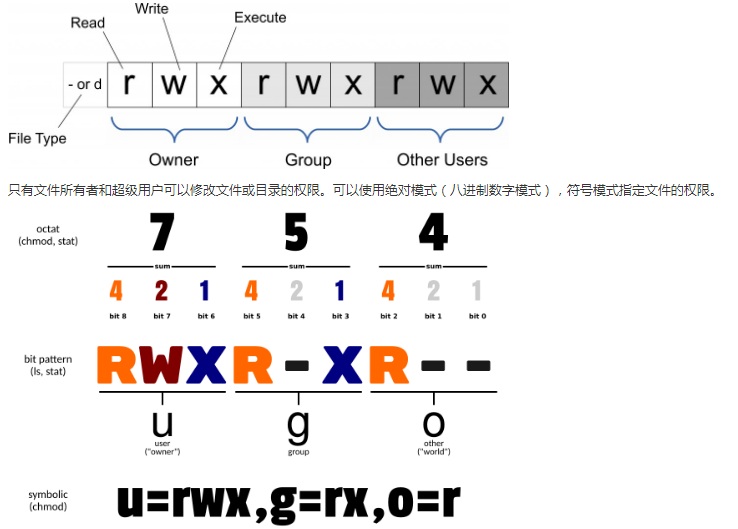 Write
Read
Execute
- or d r w x r w x r w x
File Type
Owner Group Other Users
只有文件所有者和超级用户可以修改文件或目录的权限。可以使用绝对模式（八进制数字模式），符号模式指定文件的权限。
octat
(chmod, stat)
7 5 4
sum sum sum
4 2 1 4 2 1 4 2 1
bit 8 bit 7 bit 6 bit 5 bit 4 bit 3 bit 2 bit 1 bit 0
bit pattern
(ls, stat)
RWX R-X R--
u g o
user group other
("owner") ("world")
symbolic
(chmod)
u=rwx,g=rx,o=r